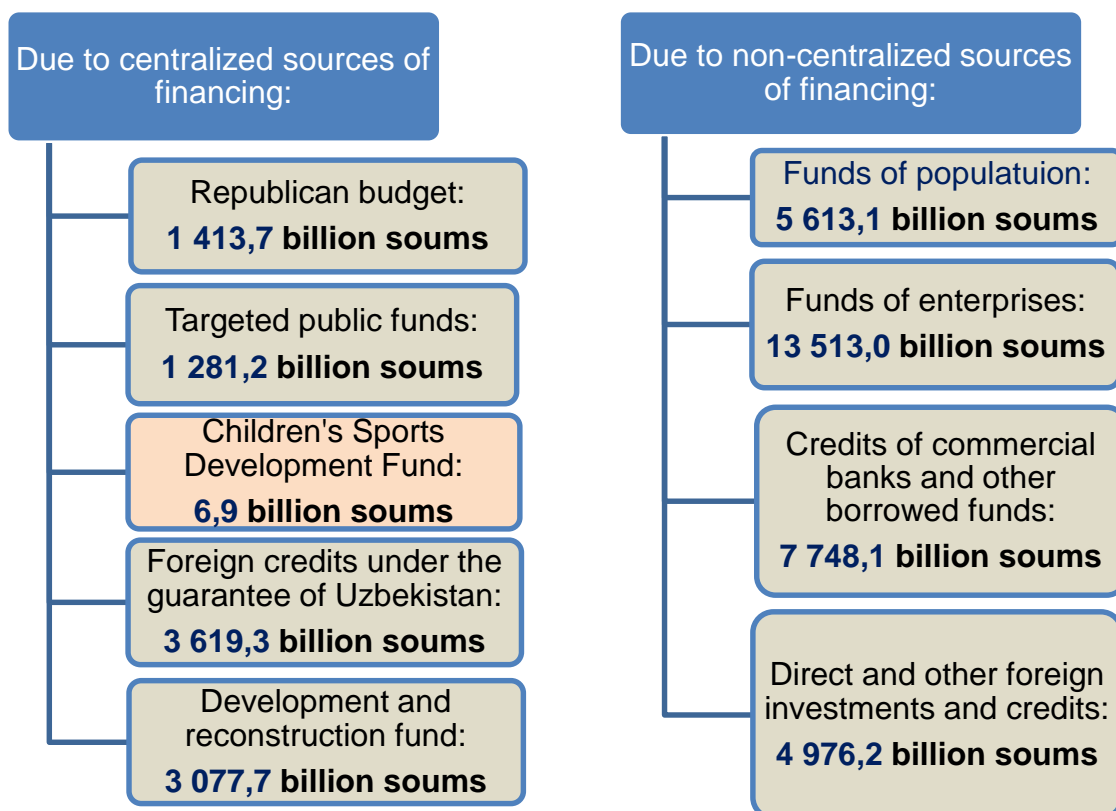 Due to centralized sources of
financing:
Republican budget:
1 413,7 billion soums
Targeted public funds:
1 281,2 billion soums
Children's Sports
Development Fund:
6,9 billion soums
Foreign credits under the
guarantee of Uzbekistan:
3 619,3 billion soums
Development and
reconstruction fund:
3 077,7 billion soums
Due to non-centralized sources
of financing:
Funds of populatuion:
5 613,1 billion soums
Funds of enterprises:
13 513,0 billion soums
Credits of commercial
banks and other
borrowed funds:
7 748,1 billion soums
Direct and other foreign
investments and credits:
4 976,2 billion soums